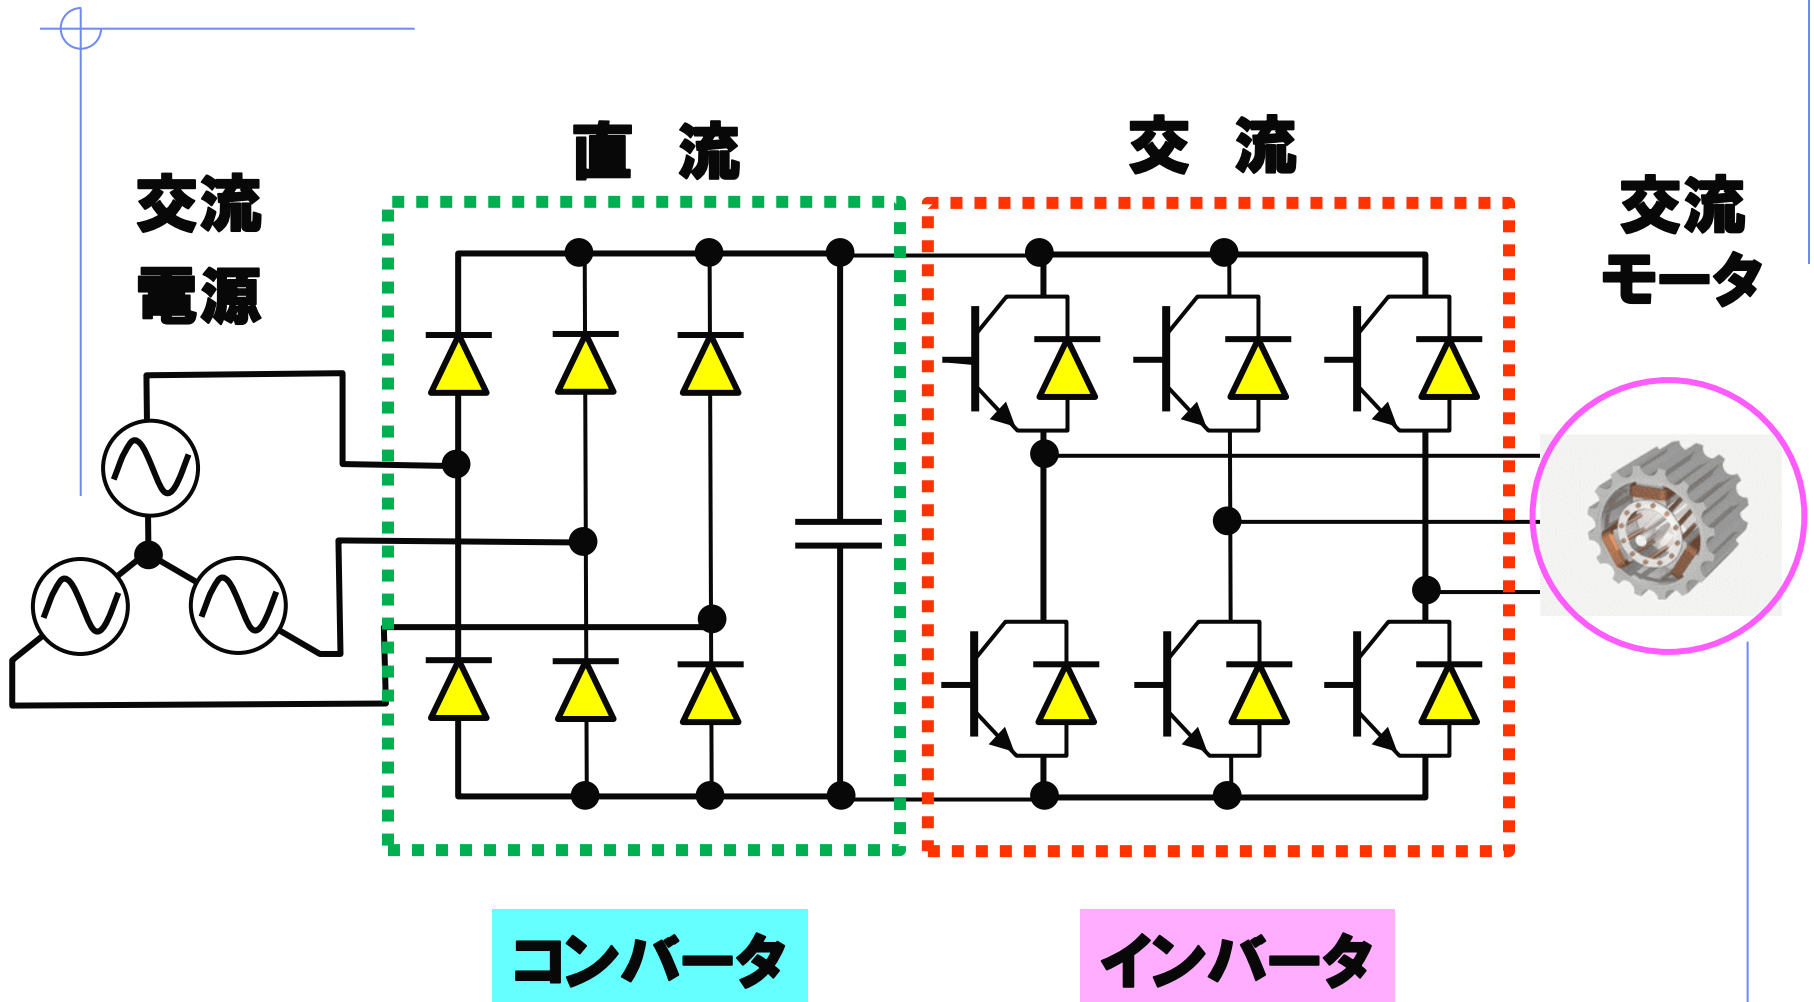 直 流
交 流
交流
電源
交流
モータ
コンバータ
インバータ